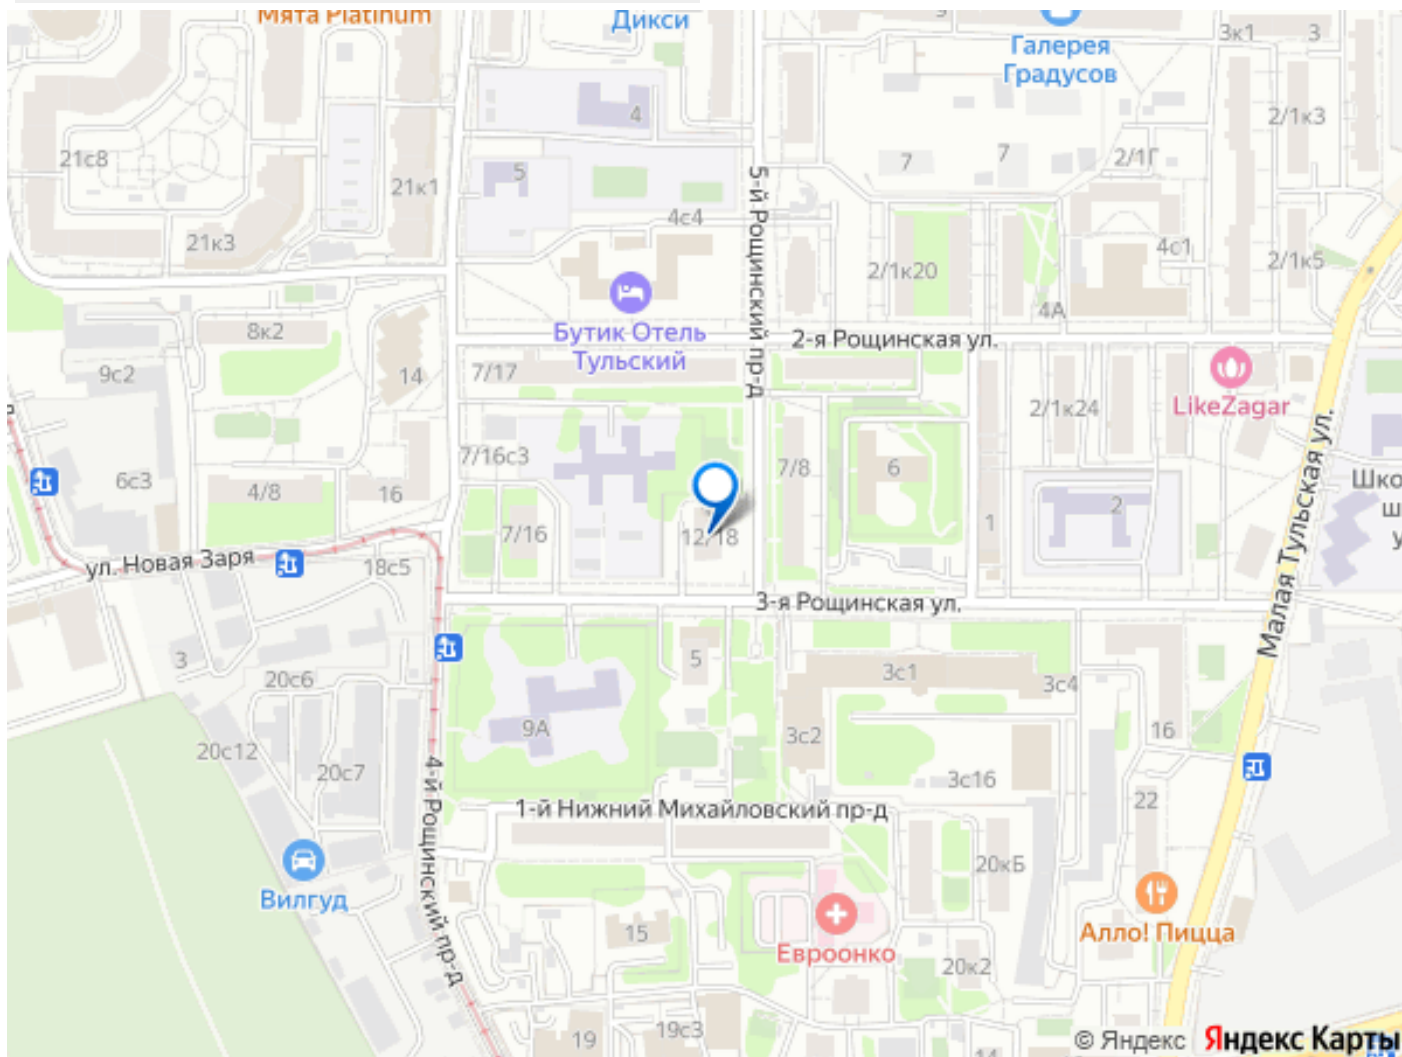 Мята Platinum
Дикси
Галерея
Градусов
9
3к1
3
4
2/1к3
21с8
5
7
7
2/1Г
21к1
4с4
5-й Рощинский пр-д
21к3
2/1к20
4с1
2/1к5
4А
8к2
Бутик Отель
Тульский
2-я Рощинская ул.
9с2
14
7/17
LikeZagar
2/1к24
7/16с3
7/8
6
6с3
4/8
16
Шко
ш
у
2
7/16
12/18
1
ул. Новая Заря
18с5
3-я Рощинская ул.
Малая Тульская ул.
3
5
20с6
3с1
3с4
9А
16
20с12
20с7
3с2
3с16
4-й Рощинский пр-д
1-й Нижний Михайловский пр-д
22
Вилгуд
20кБ
15
Евроонко
Алло! Пицца
20к2
19
19с3
14
© Яндекс Яндекс Карты